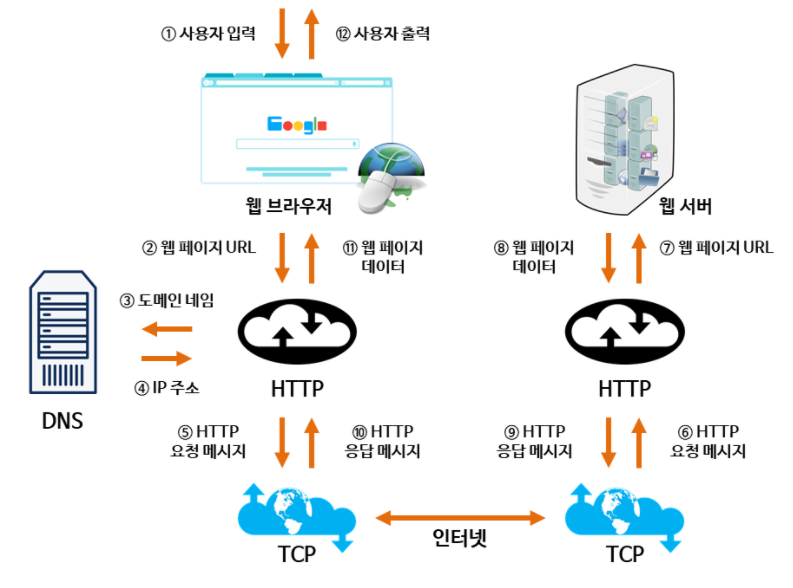 ① 사용자 입력
⑫ 사용자 출력
Google
웹 브라우저
웹 서버
② 웹 페이지 URL
⑪ 웹 페이지
데이터
⑧ 웹 페이지
데이터
⑦ 웹 페이지 URL
③ 도메인 네임
④ IP 주소
DNS
HTTP
HTTP
⑤ HTTP
요청 메시지
⑩ HTTP
응답 메시지
⑨ HTTP
응답 메시지
⑥ HTTP
요청 메시지
인터넷
TCP
TCP